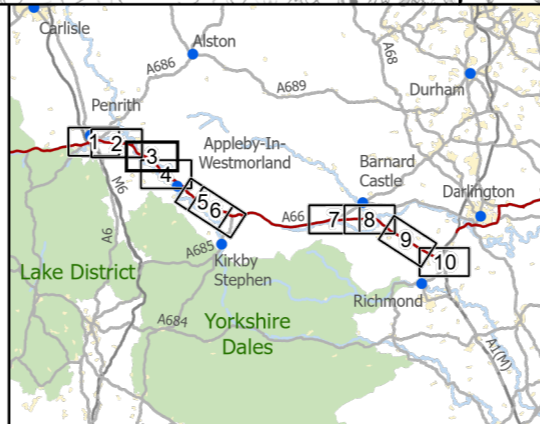 Carlisle
Alston
A68
A686
A689
Durham
Penrith
Appleby-In-
Westmorland
Barnard
Castle
Darlington
1
2
3
4
5
6
A66
7
8
9
10
M6
A6
A685
Kirkby
Stephen
Lake District
Richmond
A684
Yorkshire
Dales
A1(M)